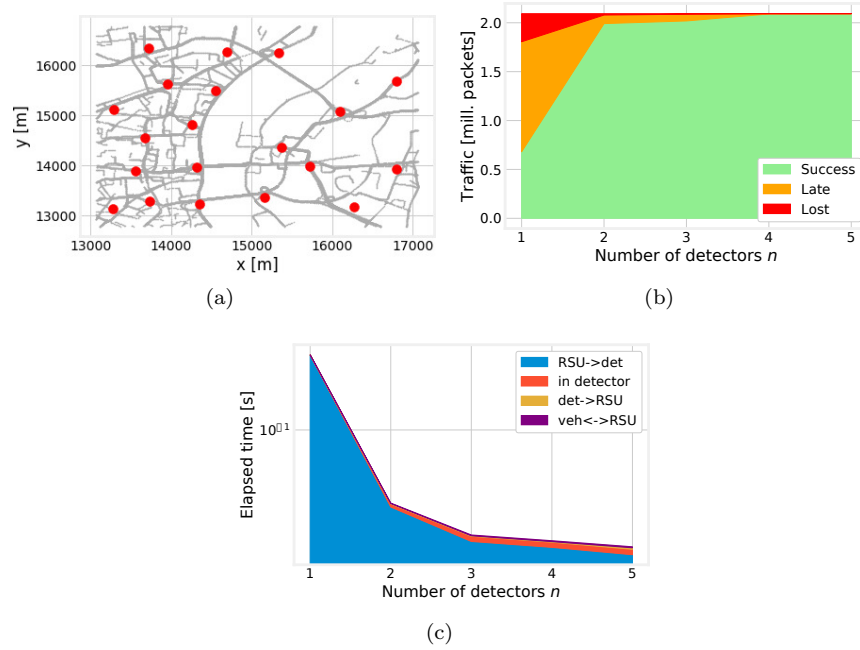 y [m]
16000
15000
14000
13000
13000 14000 15000 16000 17000
x [m]
(a)
Traffic [mill. packets]
2.0
1.5
1.0
0.5
0.0
Success
Late
Lost
1 2 3 4 5
Number of detectors n
(b)
Elapsed time [s]
10▯1
RSU->det
in detector
det->RSU
veh<->RSU
1 2 3 4 5
Number of detectors n
(c)